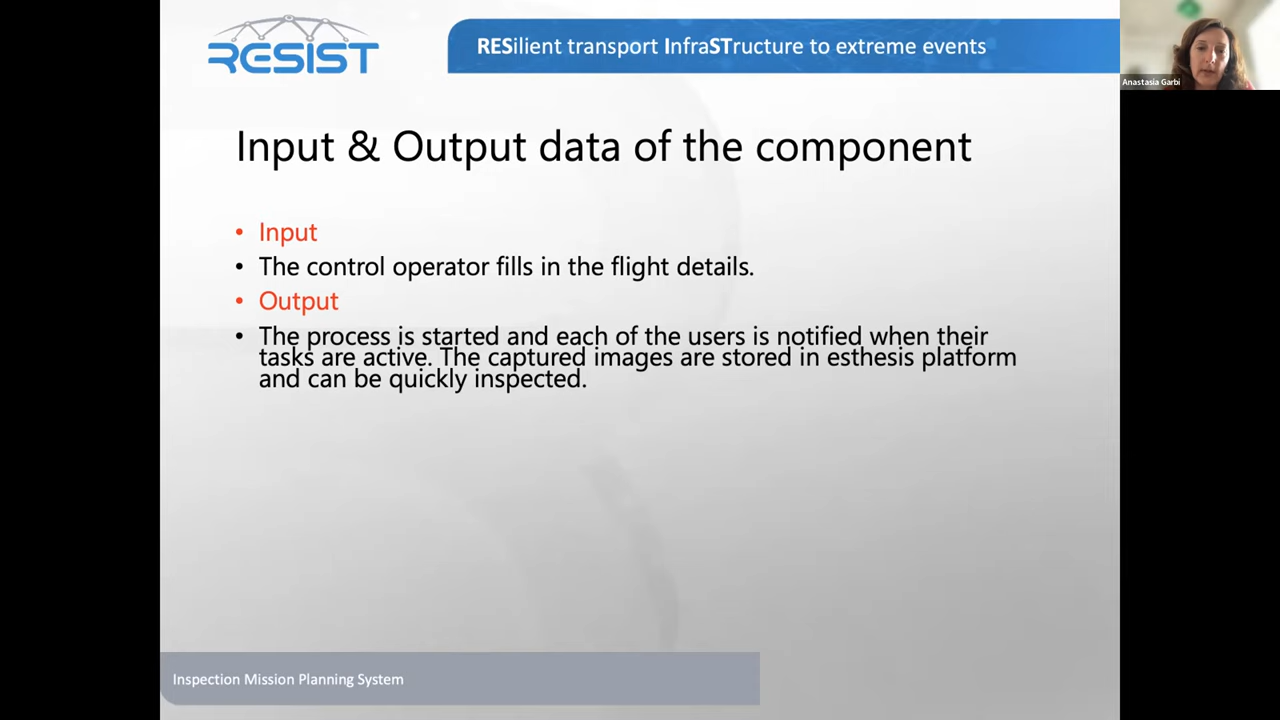 RESIST
RESilient transport InfraSTructure to extreme events
Anastasia Garbi
Input & Output data of the component
• Input
• The control operator fills in the flight details.
• Output
• The process is started and each of the users is notified when their
tasks are active. The captured images are stored in esthesis platform
and can be quickly inspected.
Inspection Mission Planning System